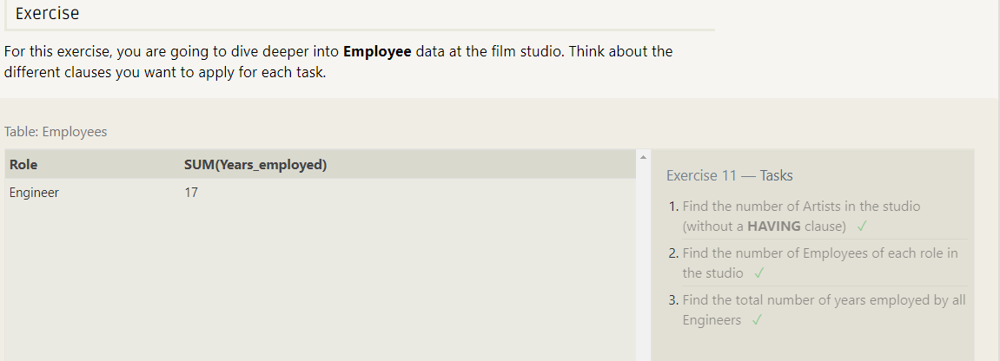 Exercise
For this exercise, you are going to dive deeper into Employee data at the film studio. Think about the
different clauses you want to apply for each task.
Table: Employees
Role SUM(Years_employed)
Engineer 17
Exercise 11 — Tasks
1. Find the number of Artists in the studio
(without a HAVING clause) ✓
2. Find the number of Employees of each role in
the studio ✓
3. Find the total number of years employed by all
Engineers ✓